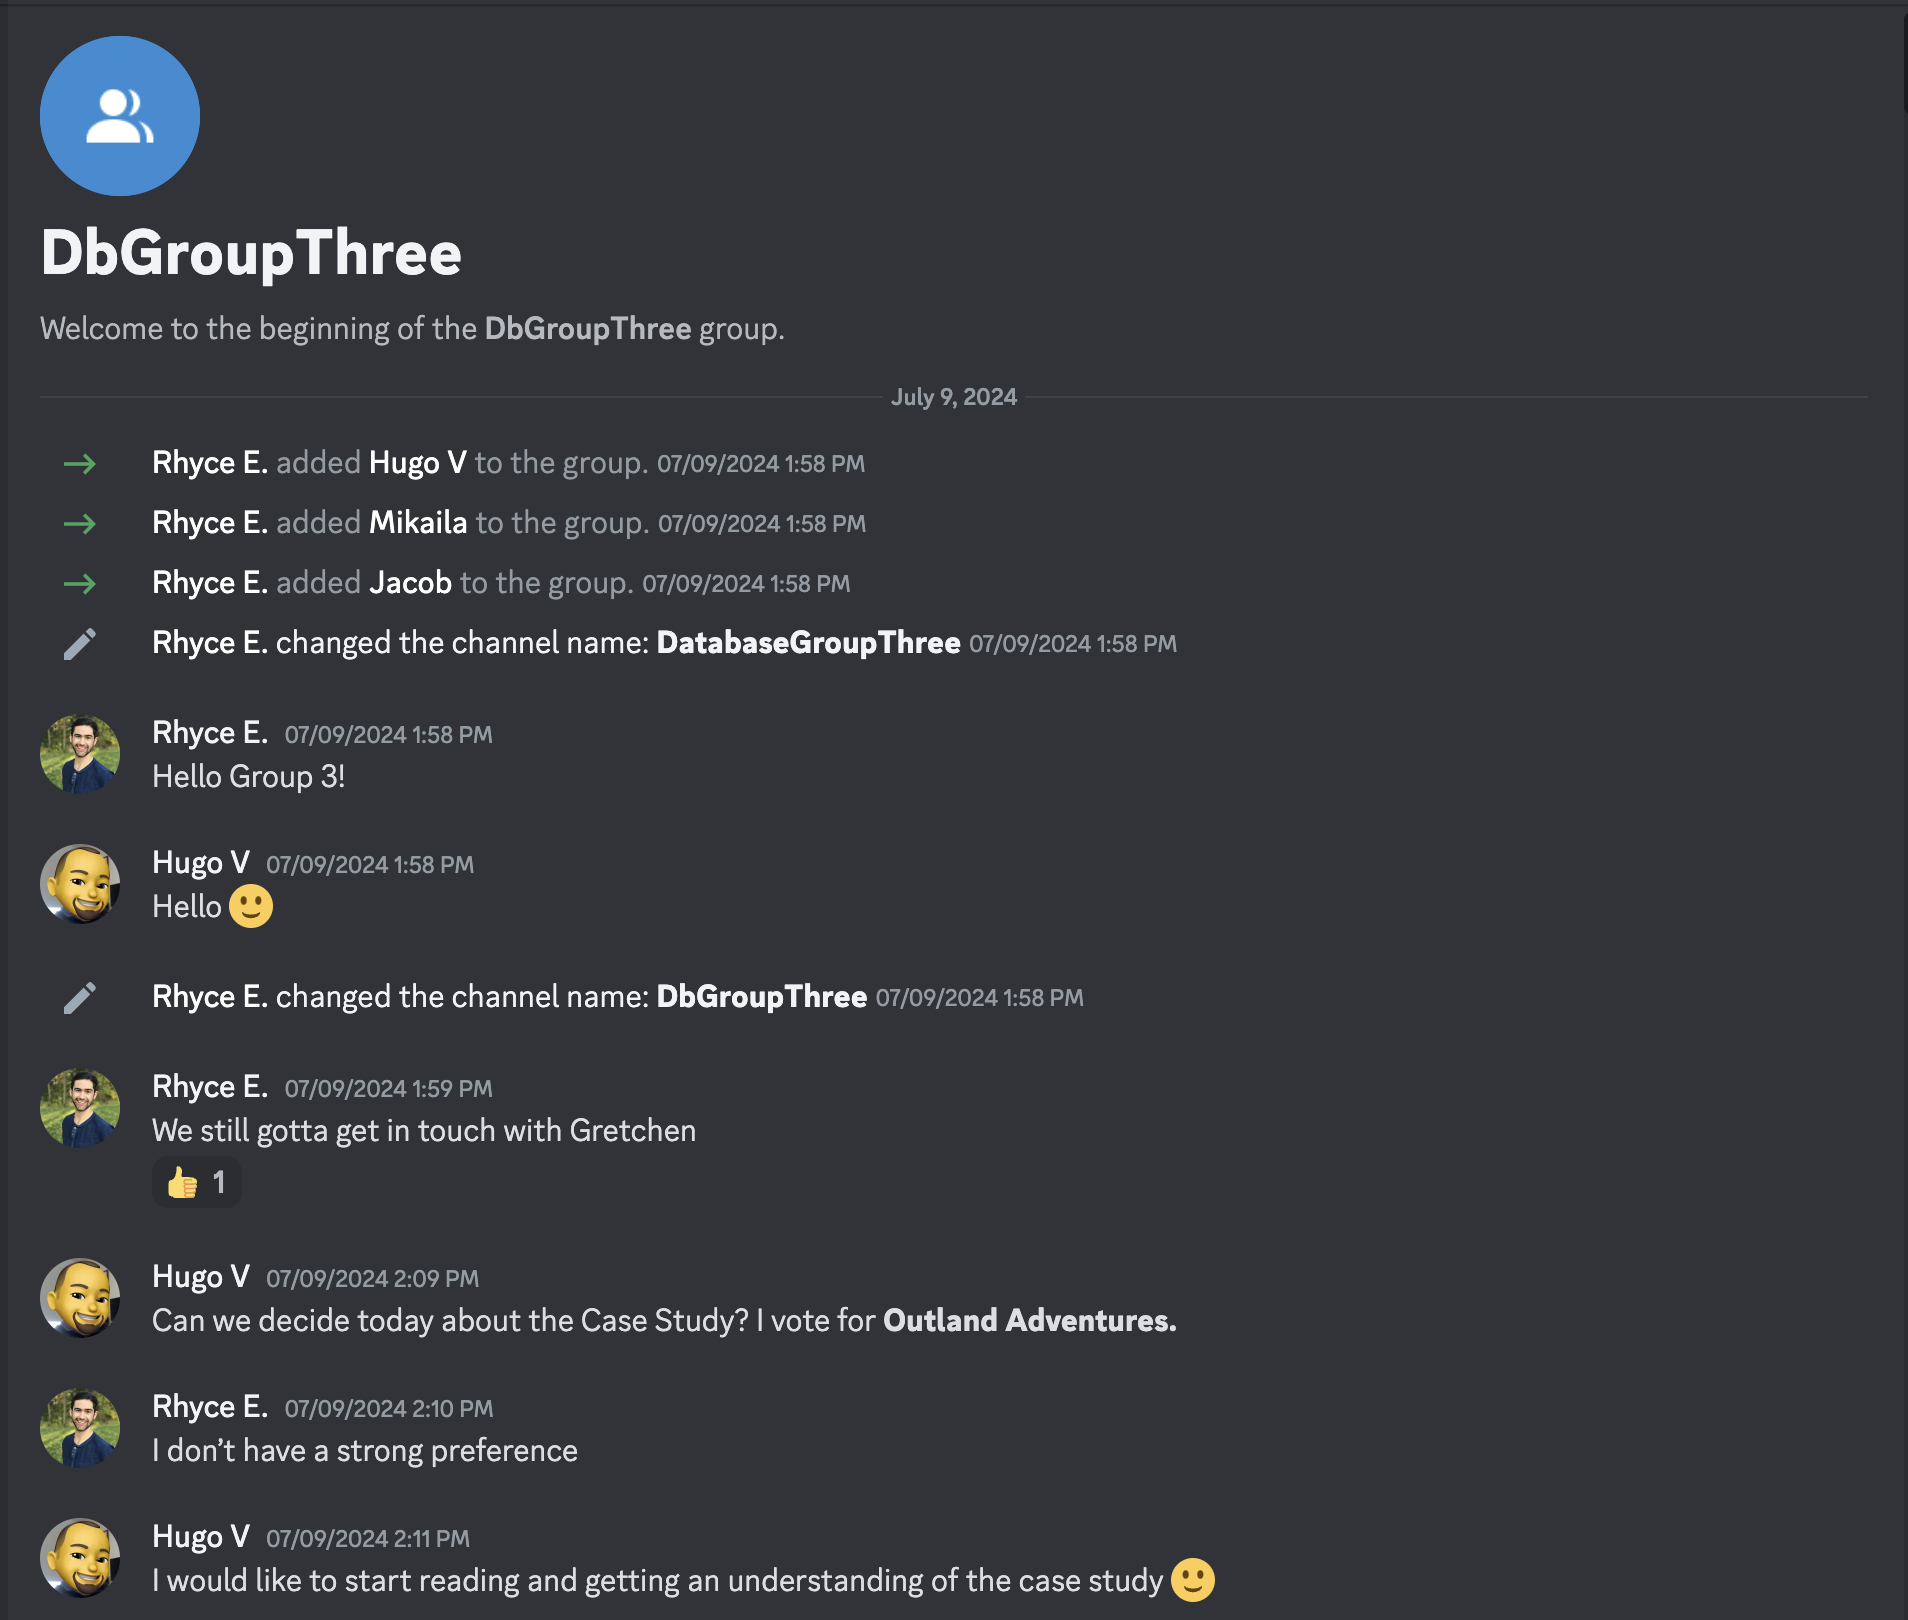 DbGroupThree
Welcome to the beginning of the DbGroupThree group.
July 9, 2024
Rhyce E. added Hugo V to the group. 07/09/2024 1:58 PM
Rhyce E. added Mikaila to the group. 07/09/2024 1:58 PM
Rhyce E. added Jacob to the group. 07/09/2024 1:58 PM
Rhyce E. changed the channel name: DatabaseGroupThree 07/09/2024 1:58 PM
Rhyce E. 07/09/2024 1:58 PM
Hello Group 3!
Hugo V 07/09/2024 1:58 PM
Hello 🙂
Rhyce E. changed the channel name: DbGroupThree 07/09/2024 1:58 PM
Rhyce E. 07/09/2024 1:59 PM
We still gotta get in touch with Gretchen
👍 1
Hugo V 07/09/2024 2:09 PM
Can we decide today about the Case Study? I vote for Outland Adventures.
Rhyce E. 07/09/2024 2:10 PM
I don’t have a strong preference
Hugo V 07/09/2024 2:11 PM
I would like to start reading and getting an understanding of the case study 🙂